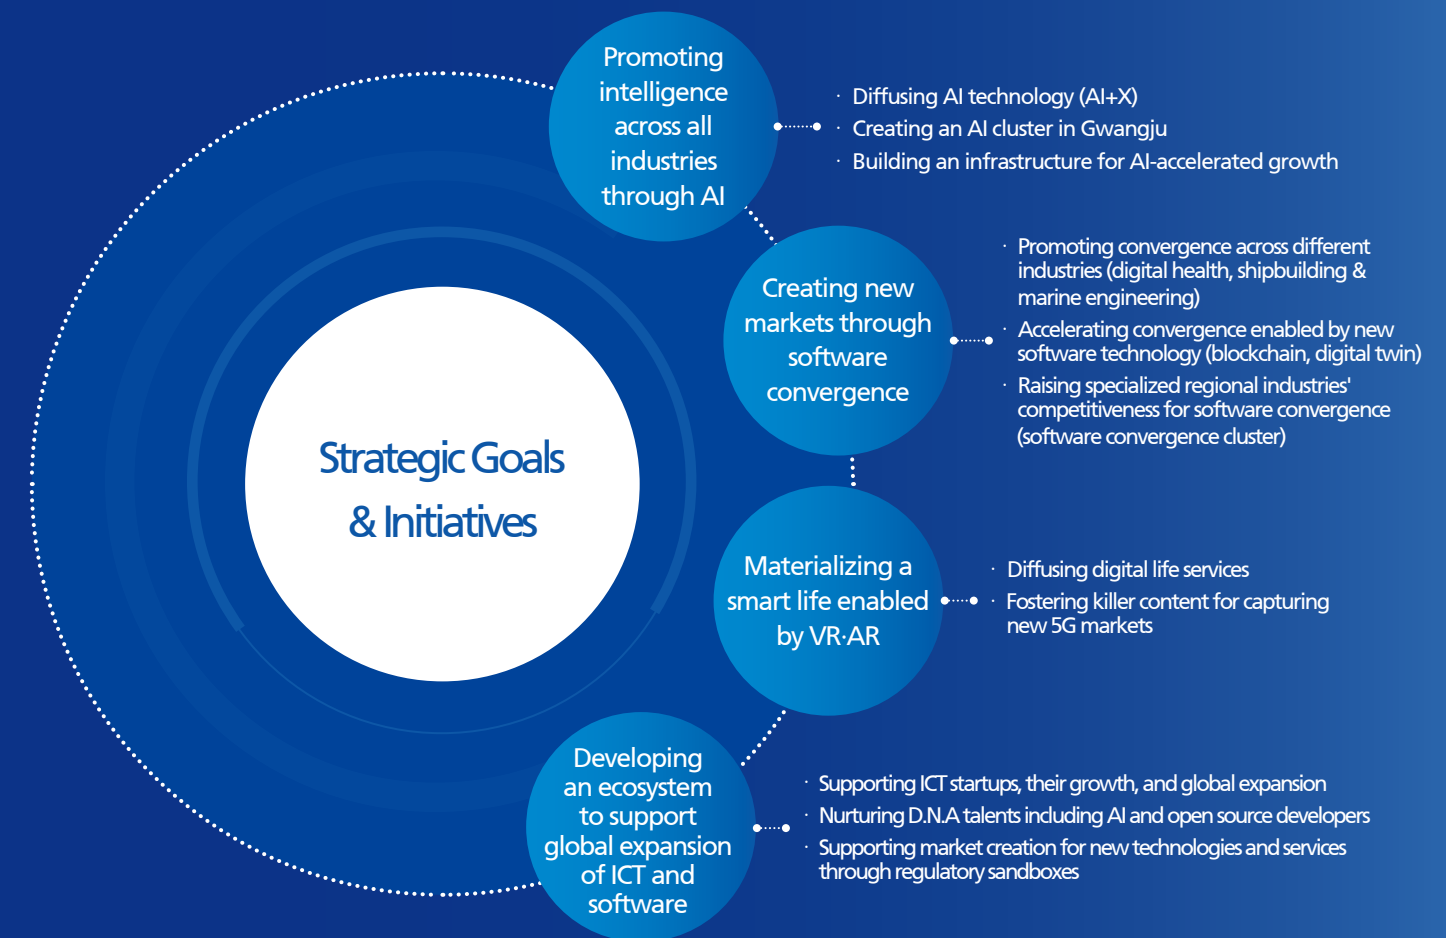 Strategic Goals
& Initiatives
Promoting
intelligence
across all
industries
through AI
· Diffusing AI technology (AI+X)
· Creating an AI cluster in Gwangju
· Building an infrastructure for AI-accelerated growth
Creating new
markets through
software
convergence
· Promoting convergence across different
industries (digital health, shipbuilding &
marine engineering)
· Accelerating convergence enabled by new
software technology (blockchain, digital twin)
· Raising specialized regional industries'
competitiveness for software convergence
(software convergence cluster)
Materializing a
smart life enabled
by VR·AR
· Diffusing digital life services
· Fostering killer content for capturing
new 5G markets
Developing
an ecosystem
to support
global expansion
of ICT and
software
· Supporting ICT startups, their growth, and global expansion
· Nurturing D.N.A talents including AI and open source developers
· Supporting market creation for new technologies and services
through regulatory sandboxes